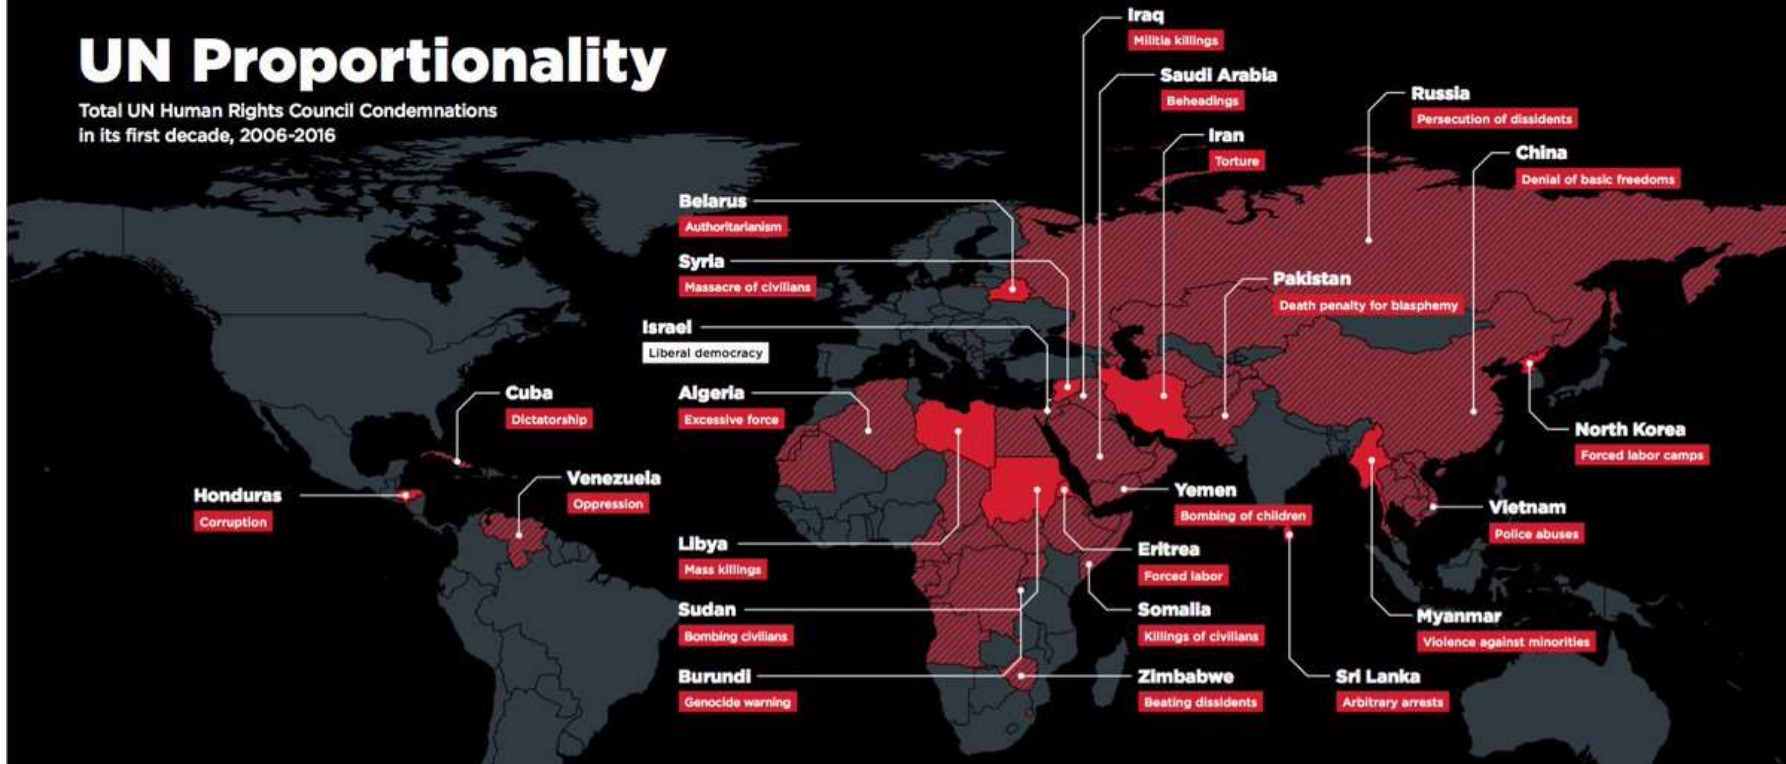 UN Proportionality
Total UN Human Rights Council Condemnations
in its first decade, 2006-2016
Iraq
Militia killings
Saudi Arabia
Beheadings
Iran
Torture
Russia
Persecution of dissidents
China
Denial of basic freedoms
Belarus
Authoritarianism
Syria
Massacre of civilians
Pakistan
Death penalty for blasphemy
Israel
Liberal democracy
Cuba
Dictatorship
Algeria
Excessive force
North Korea
Forced labor camps
Honduras
Corruption
Venezuela
Oppression
Yemen
Bombing of children
Vietnam
Police abuses
Libya
Mass killings
Eritrea
Forced labor
Sudan
Bombing civilians
Somalia
Killings of civilians
Myanmar
Violence against minorities
Burundi
Genocide warning
Zimbabwe
Beating dissidents
Sri Lanka
Arbitrary arrests